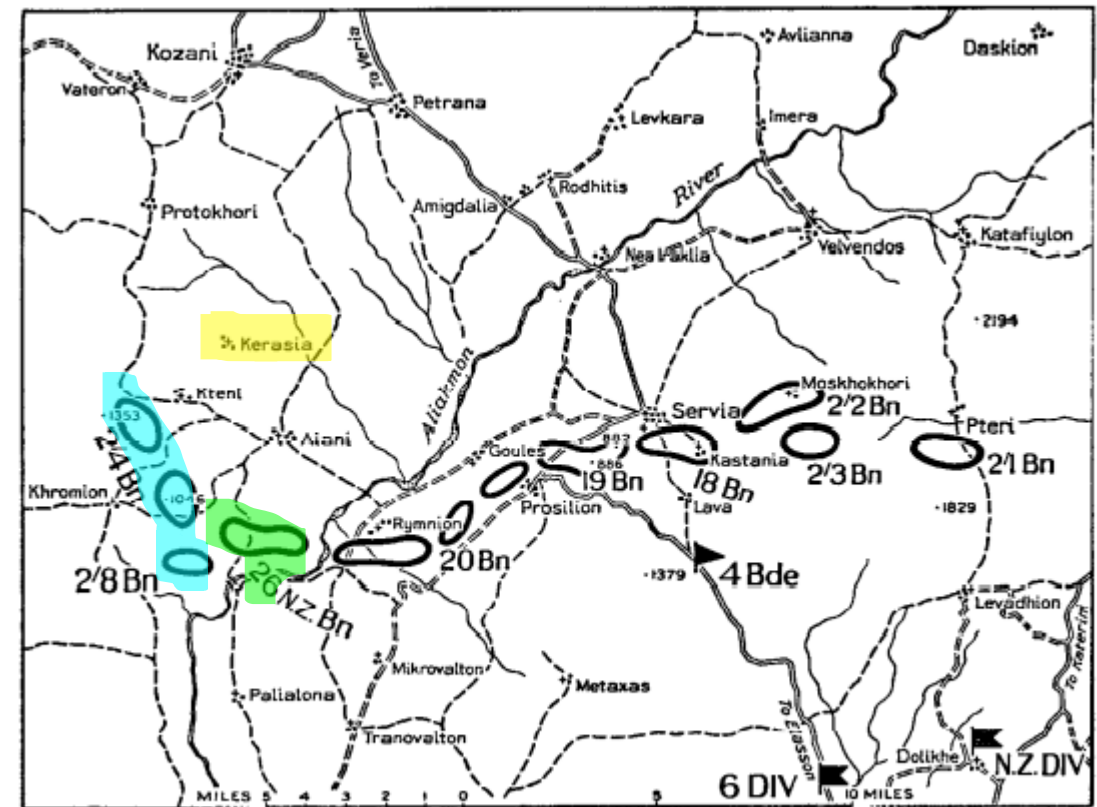 Kozani
Vateron
To Veria
Petrana
Avlianna
Daskion
Levkara
Imera
Rodhitis
Amigdalia
River
Protokhori
Velvendos
Katafiylon
Kerasia
+2194
Kteni
Aliakmon
Moskhokhori
2/2 Bn
+1353
2/4 Bn
Aiani
Servia
Pteri
Goules
882
+886
Kastania
2/3 Bn
2/1 Bn
19 Bn
18 Bn
Khromion
Prosilion
Lava
+1829
Rymnion
20 Bn
2/8 Bn
26 N.Z. Bn
+1379
4 Bde
Levadhion
To Katerini
Mikrovalton
Palialona
Metaxas
Tranovalton
To Elasson
Dolikhe
N.Z. DIV
6 DIV
MILES 5 4 3 2 1 0 5 10 MILES